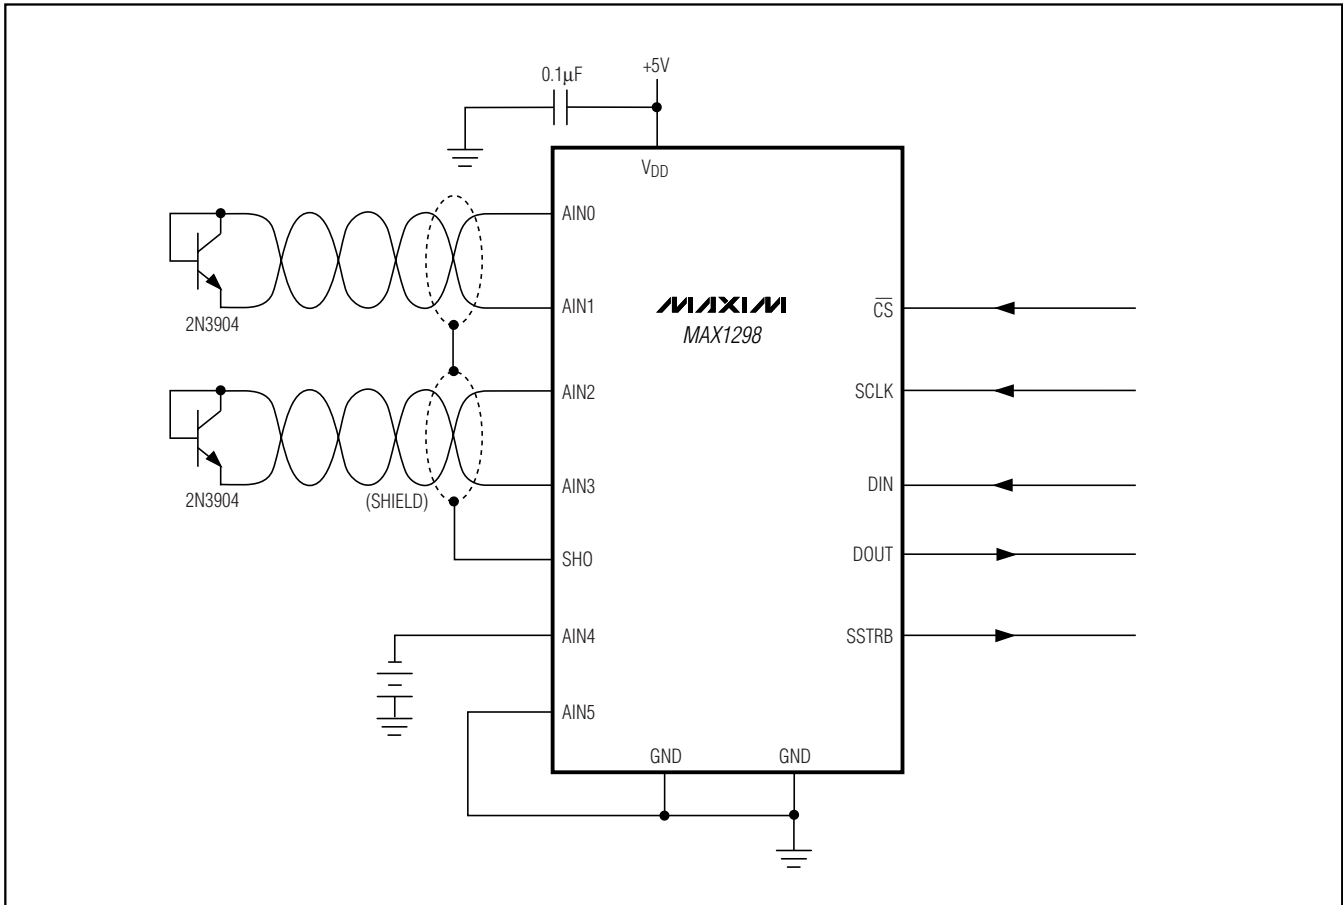 +5V
0.1μF
VDD
AIN0
AIN1
2N3904
MAXIM
MAX1298
CS
AIN2
SCLK
AIN3
DIN
2N3904
(SHIELD)
SHO
DOUT
AIN4
SSTRB
AIN5
GND
GND